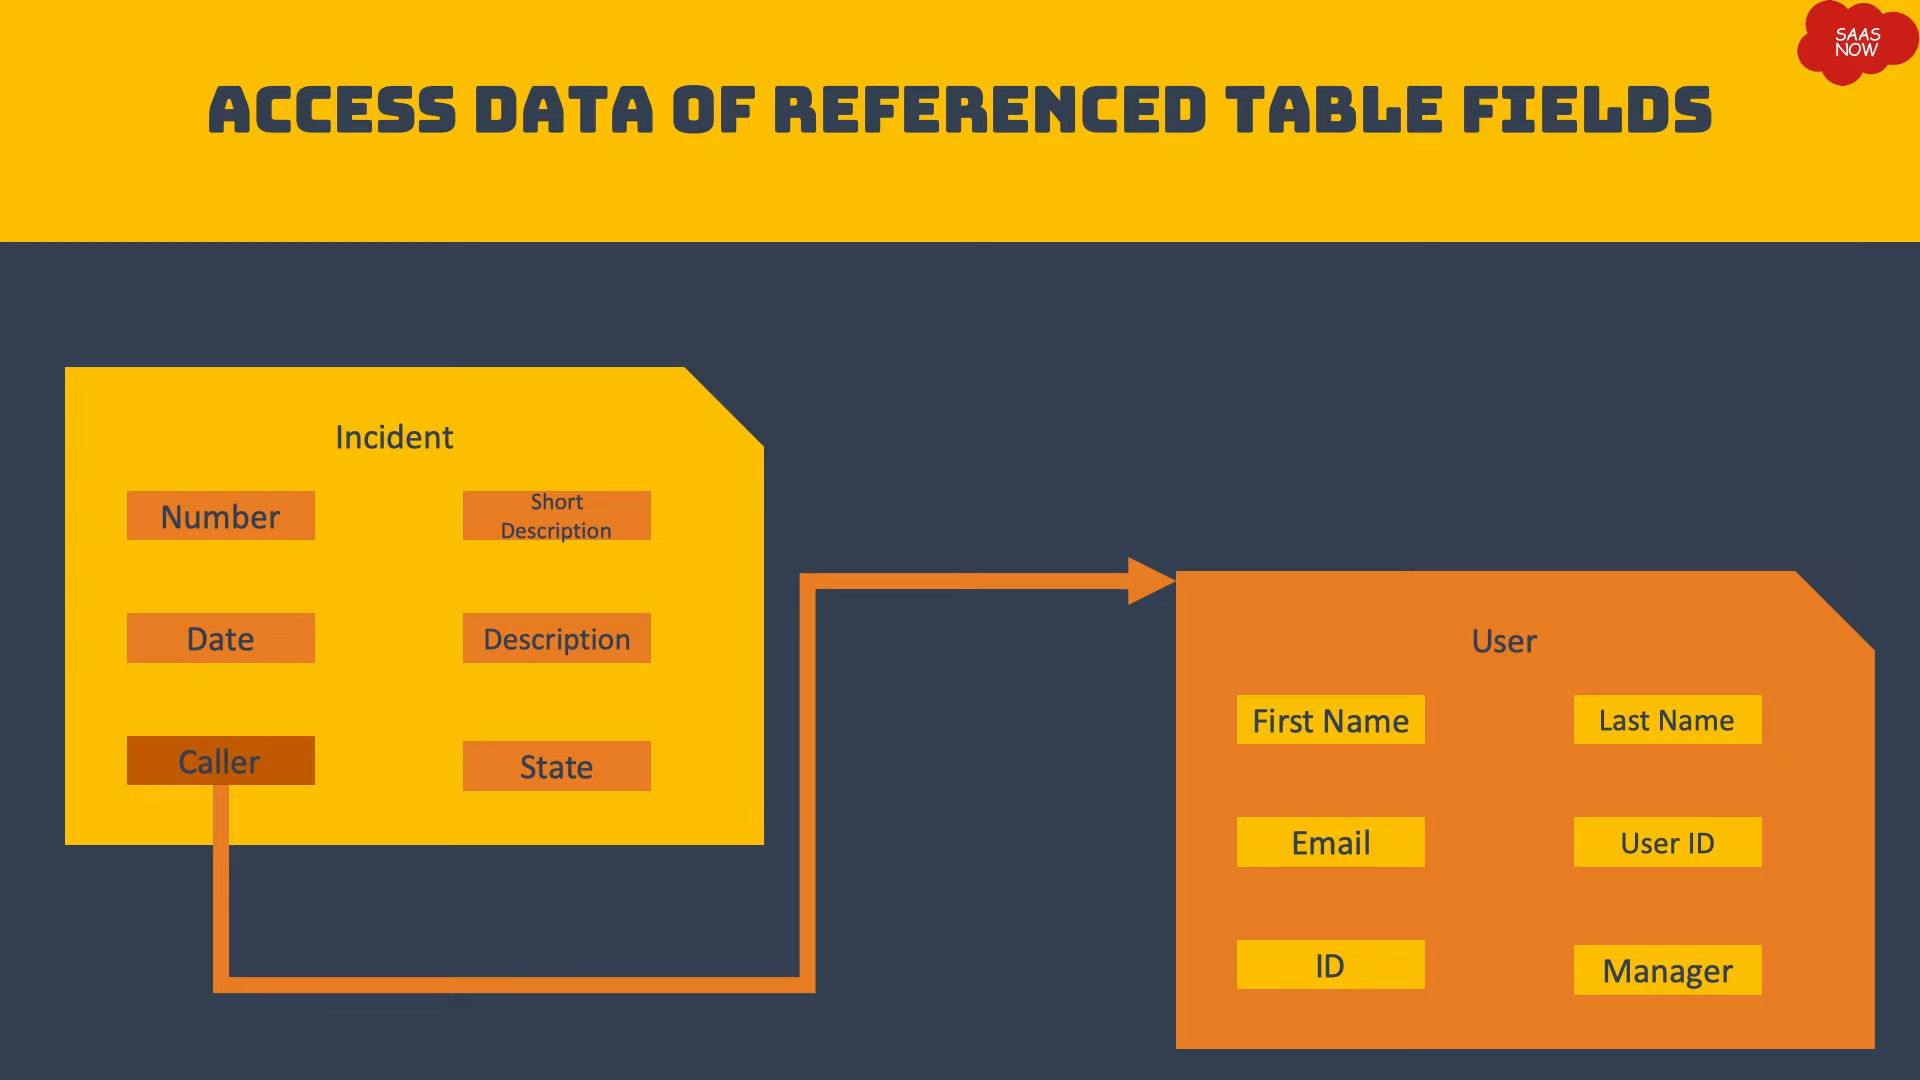 SAAS
NOW
ACCESS DATA OF REFERENCED TABLE FIELDS
Incident
Number
Short
Description
Date
Description
Caller
State
User
First Name
Last Name
Email
User ID
ID
Manager